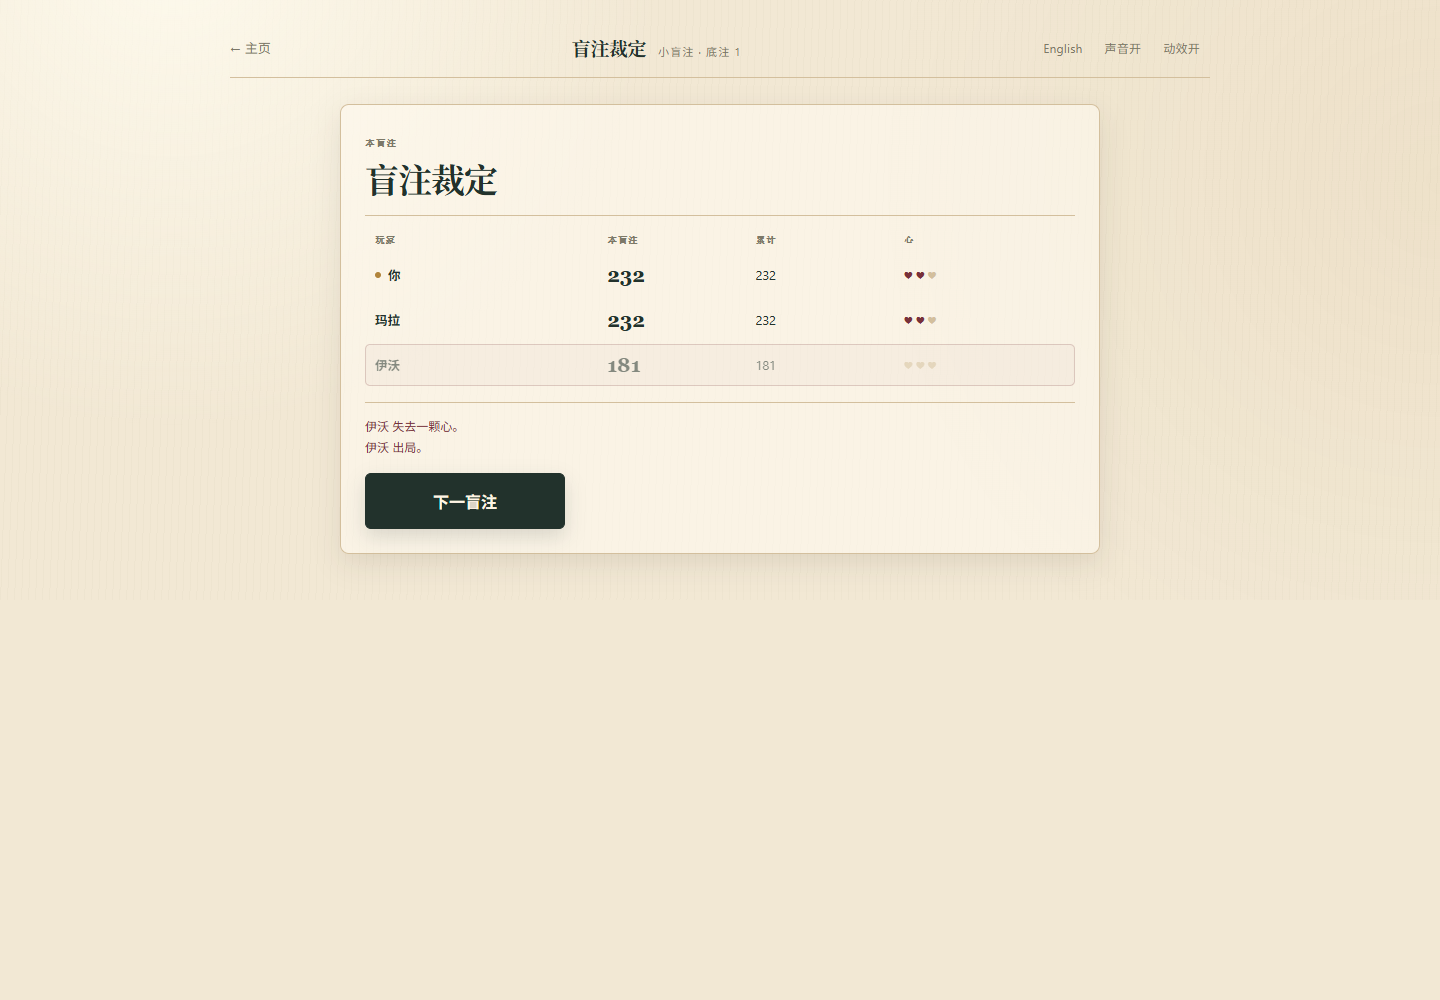 ← 主页
盲注裁定 小盲注 · 底注 1
English 声音开 动效开
本盲注
盲注裁定
玩家 本盲注 累计 心
你 232 232
玛拉 232 232
伊沃 181 181
伊沃 失去一颗心。
伊沃 出局。
下一盲注